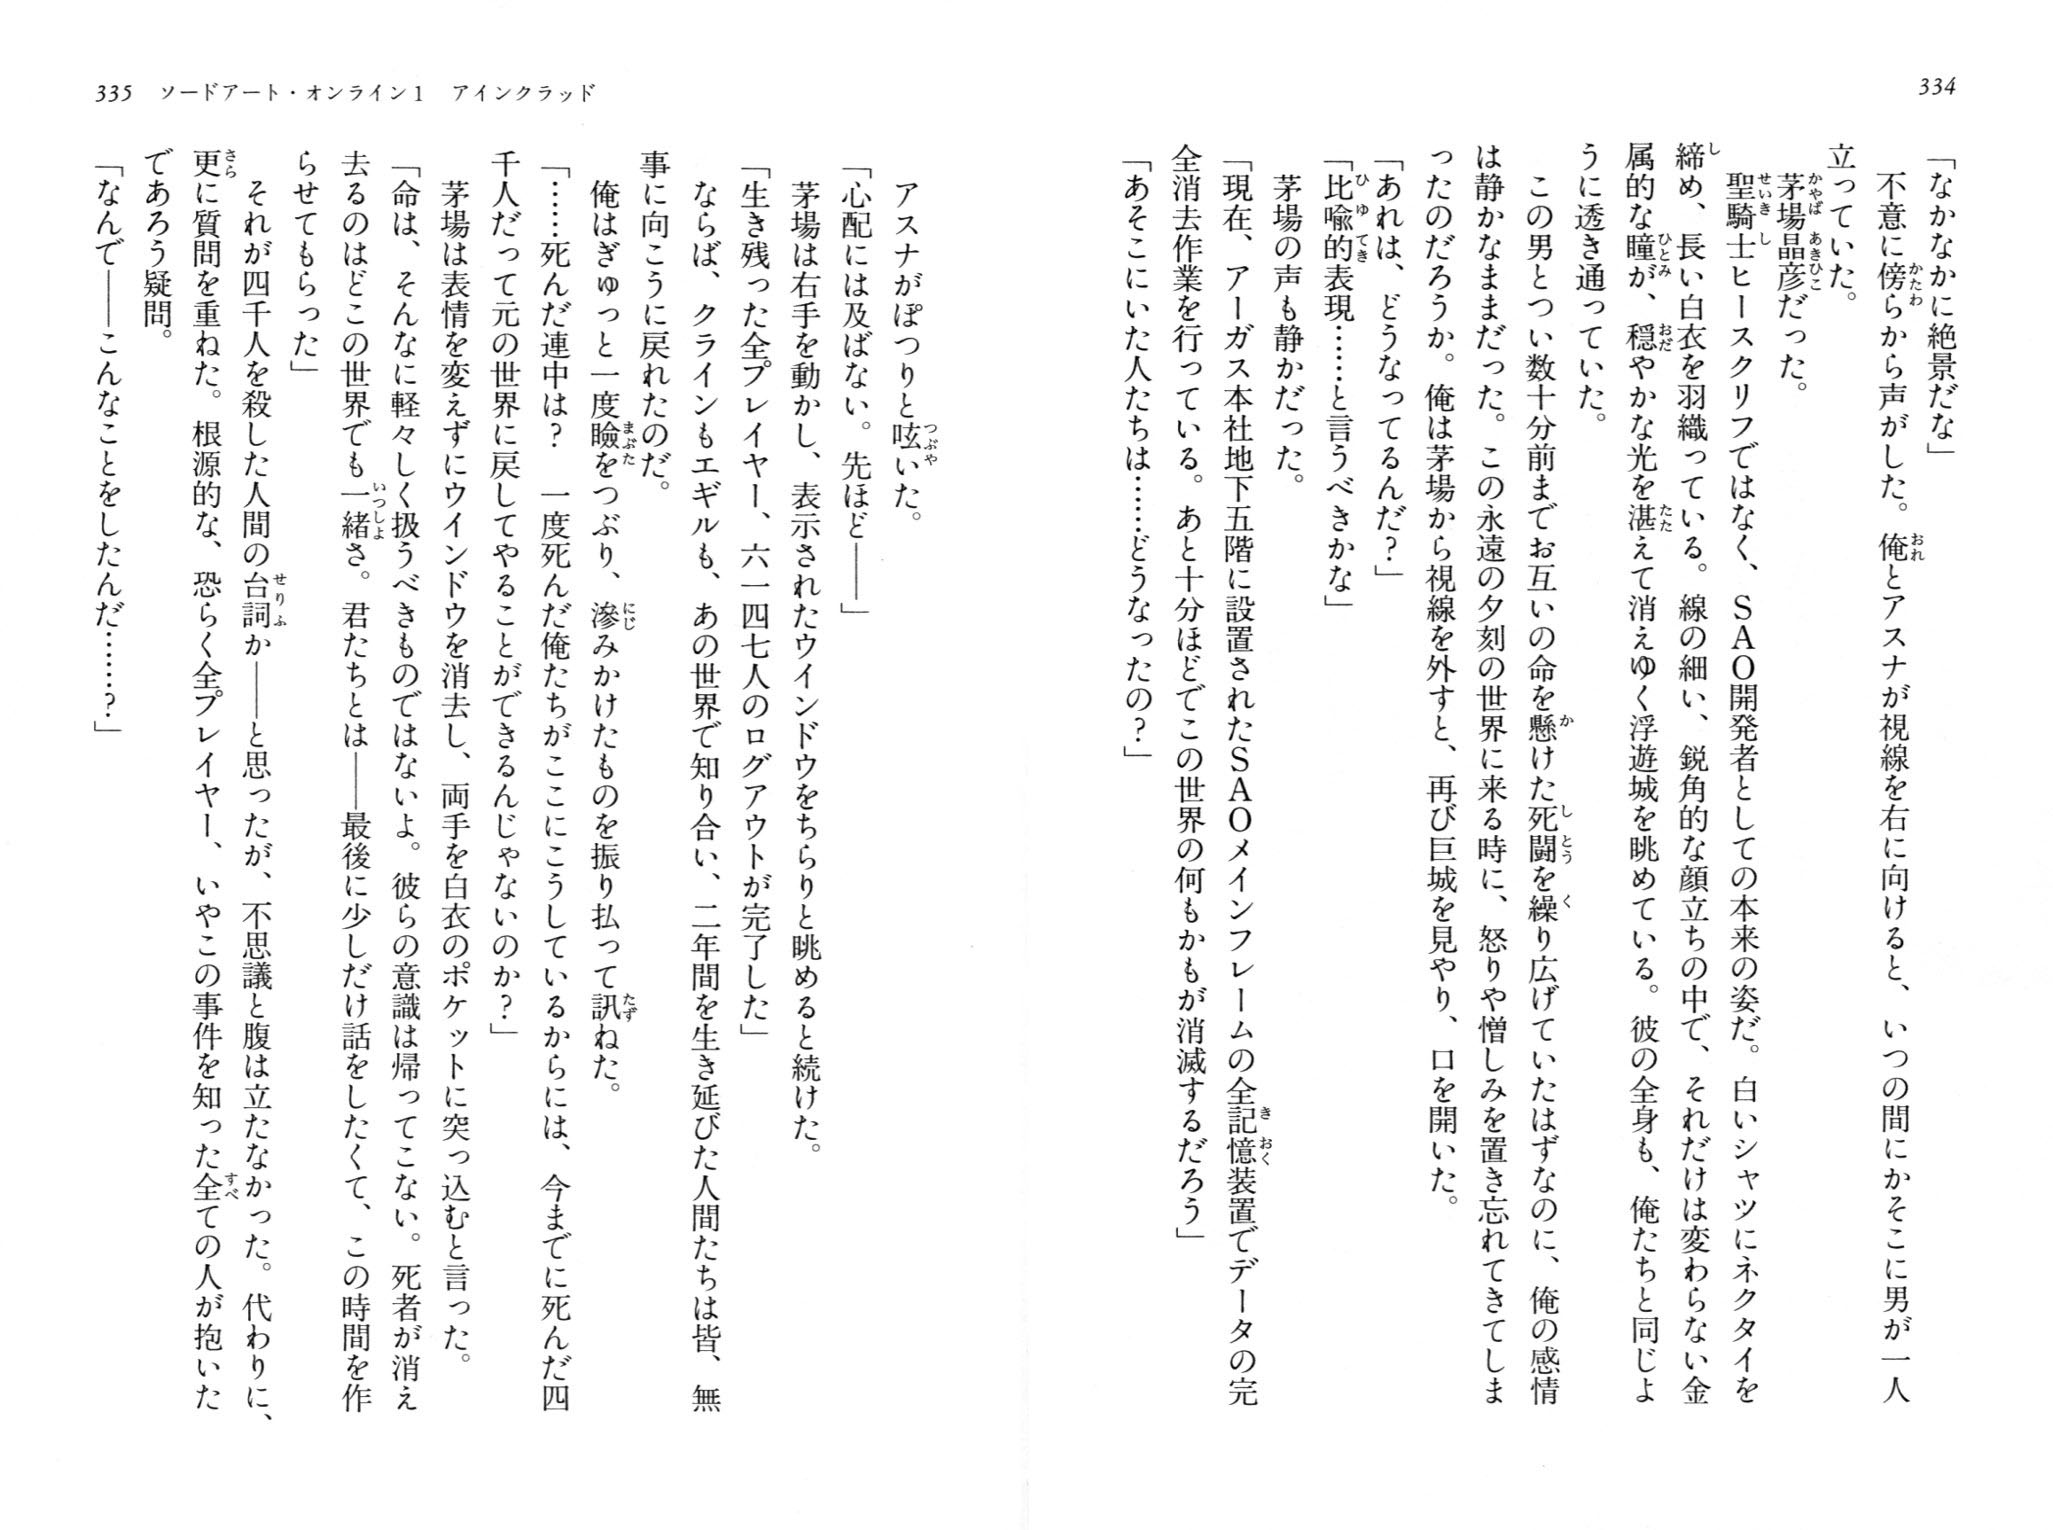 334
「なかなかに絶景だな」
不意に傍らから声がした。俺とアスナが視線を右に向けると、いつの間にかそこに男が一人
立っていた。
茅場晶彦だった。
聖騎士ヒースクリフではなく、SAO開発者としての本来の姿だ。白いシャツにネクタイを
締め、長い白衣を羽織っている。線の細い、鋭角的な顔立ちの中で、それだけは変わらない金
属的な瞳が、穏やかな光を湛えて消えゆく浮遊城を眺めている。彼の全身も、俺たちと同じよ
うに透き通っていた。
この男とつい数十分前までお互いの命を懸けた死闘を繰り広げていたはずなのに、俺の感情
は静かなままだった。この永遠の夕刻の世界に来る時に、怒りや憎しみを置き忘れてきてしま
ったのだろうか。俺は茅場から視線を外すと、再び巨城を見やり、口を開いた。
「あれは、どうなってるんだ？」
「比喩的表現……と言うべきかな」
茅場の声も静かだった。
「現在、アーガス本社地下五階に設置されたSAOメインフレームの全記憶装置でデータの完
全消去作業を行っている。あと十分ほどでこの世界の何もかもが消滅するだろう」
「あそこにいた人たちは……どうなったの？」
335 ソードアート・オンライン1 アインクラッド
アスナがぽつりと呟いた。
「心配には及ばない。先ほど――」
茅場は右手を動かし、表示されたウインドウをちらりと眺めると続けた。
「生き残った全プレイヤー、六一四七人のログアウトが完了した」
ならば、クラインもエギルも、あの世界で知り合い、二年間を生き延びた人間たちは皆、無
事に向こうに戻れたのだ。
俺はぎゅっと一度瞼をつぶり、滲みかけたものを振り払って訊ねた。
「……死んだ連中は？　一度死んだ俺たちがここにこうしているからには、今までに死んだ四
千人だって元の世界に戻してやることができるんじゃないのか？」
茅場は表情を変えずにウインドウを消去し、両手を白衣のポケットに突っ込むと言った。
「命は、そんなに軽々しく扱うべきものではないよ。彼らの意識は帰ってこない。死者が消え
去るのはどこの世界でも一緒さ。君たちとは――最後に少しだけ話をしたくて、この時間を作
らせてもらった」
それが四千人を殺した人間の台詞か――と思ったが、不思議と腹は立たなかった。代わりに、
更に質問を重ねた。根源的な、恐らく全プレイヤー、いやこの事件を知った全ての人が抱いた
であろう疑問。
「なんで――こんなことをしたんだ……？」